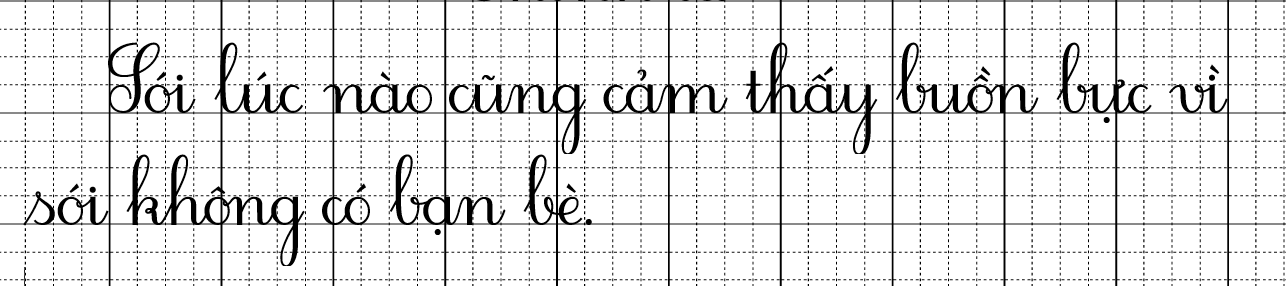 Sói lúc nào cũng cảm thấy buồn bực vì
sói không có bạn bè.